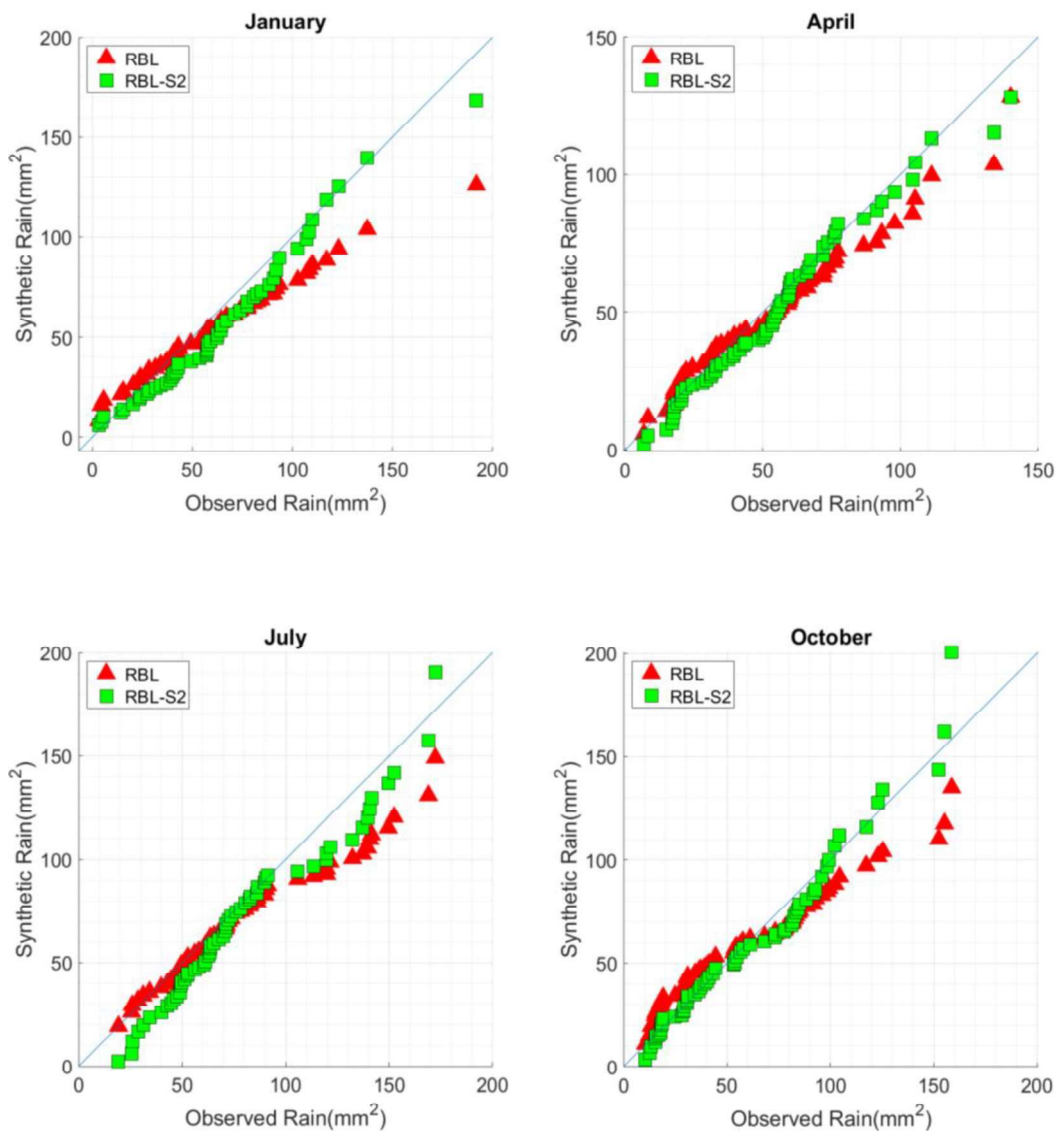 January
200
150
100
50
0
0
50
100
150
200
Synthetic Rain(mm²)
Observed Rain(mm²)
RBL
RBL-S2
April
150
100
50
0
0
50
100
150
Synthetic Rain(mm²)
Observed Rain(mm²)
RBL
RBL-S2
July
200
150
100
50
0
0
50
100
150
200
Synthetic Rain(mm²)
Observed Rain(mm²)
RBL
RBL-S2
October
200
150
100
50
0
0
50
100
150
200
Synthetic Rain(mm²)
Observed Rain(mm²)
RBL
RBL-S2